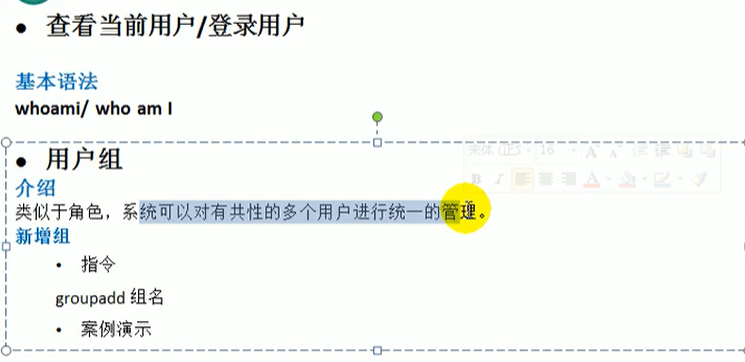 查看当前用户/登录用户
基本语法
whoami/ who am I
用户组
介绍
类似于角色，系统可以对有共性的多个用户进行统一的管理。
新增组
指令
groupadd 组名
案例演示